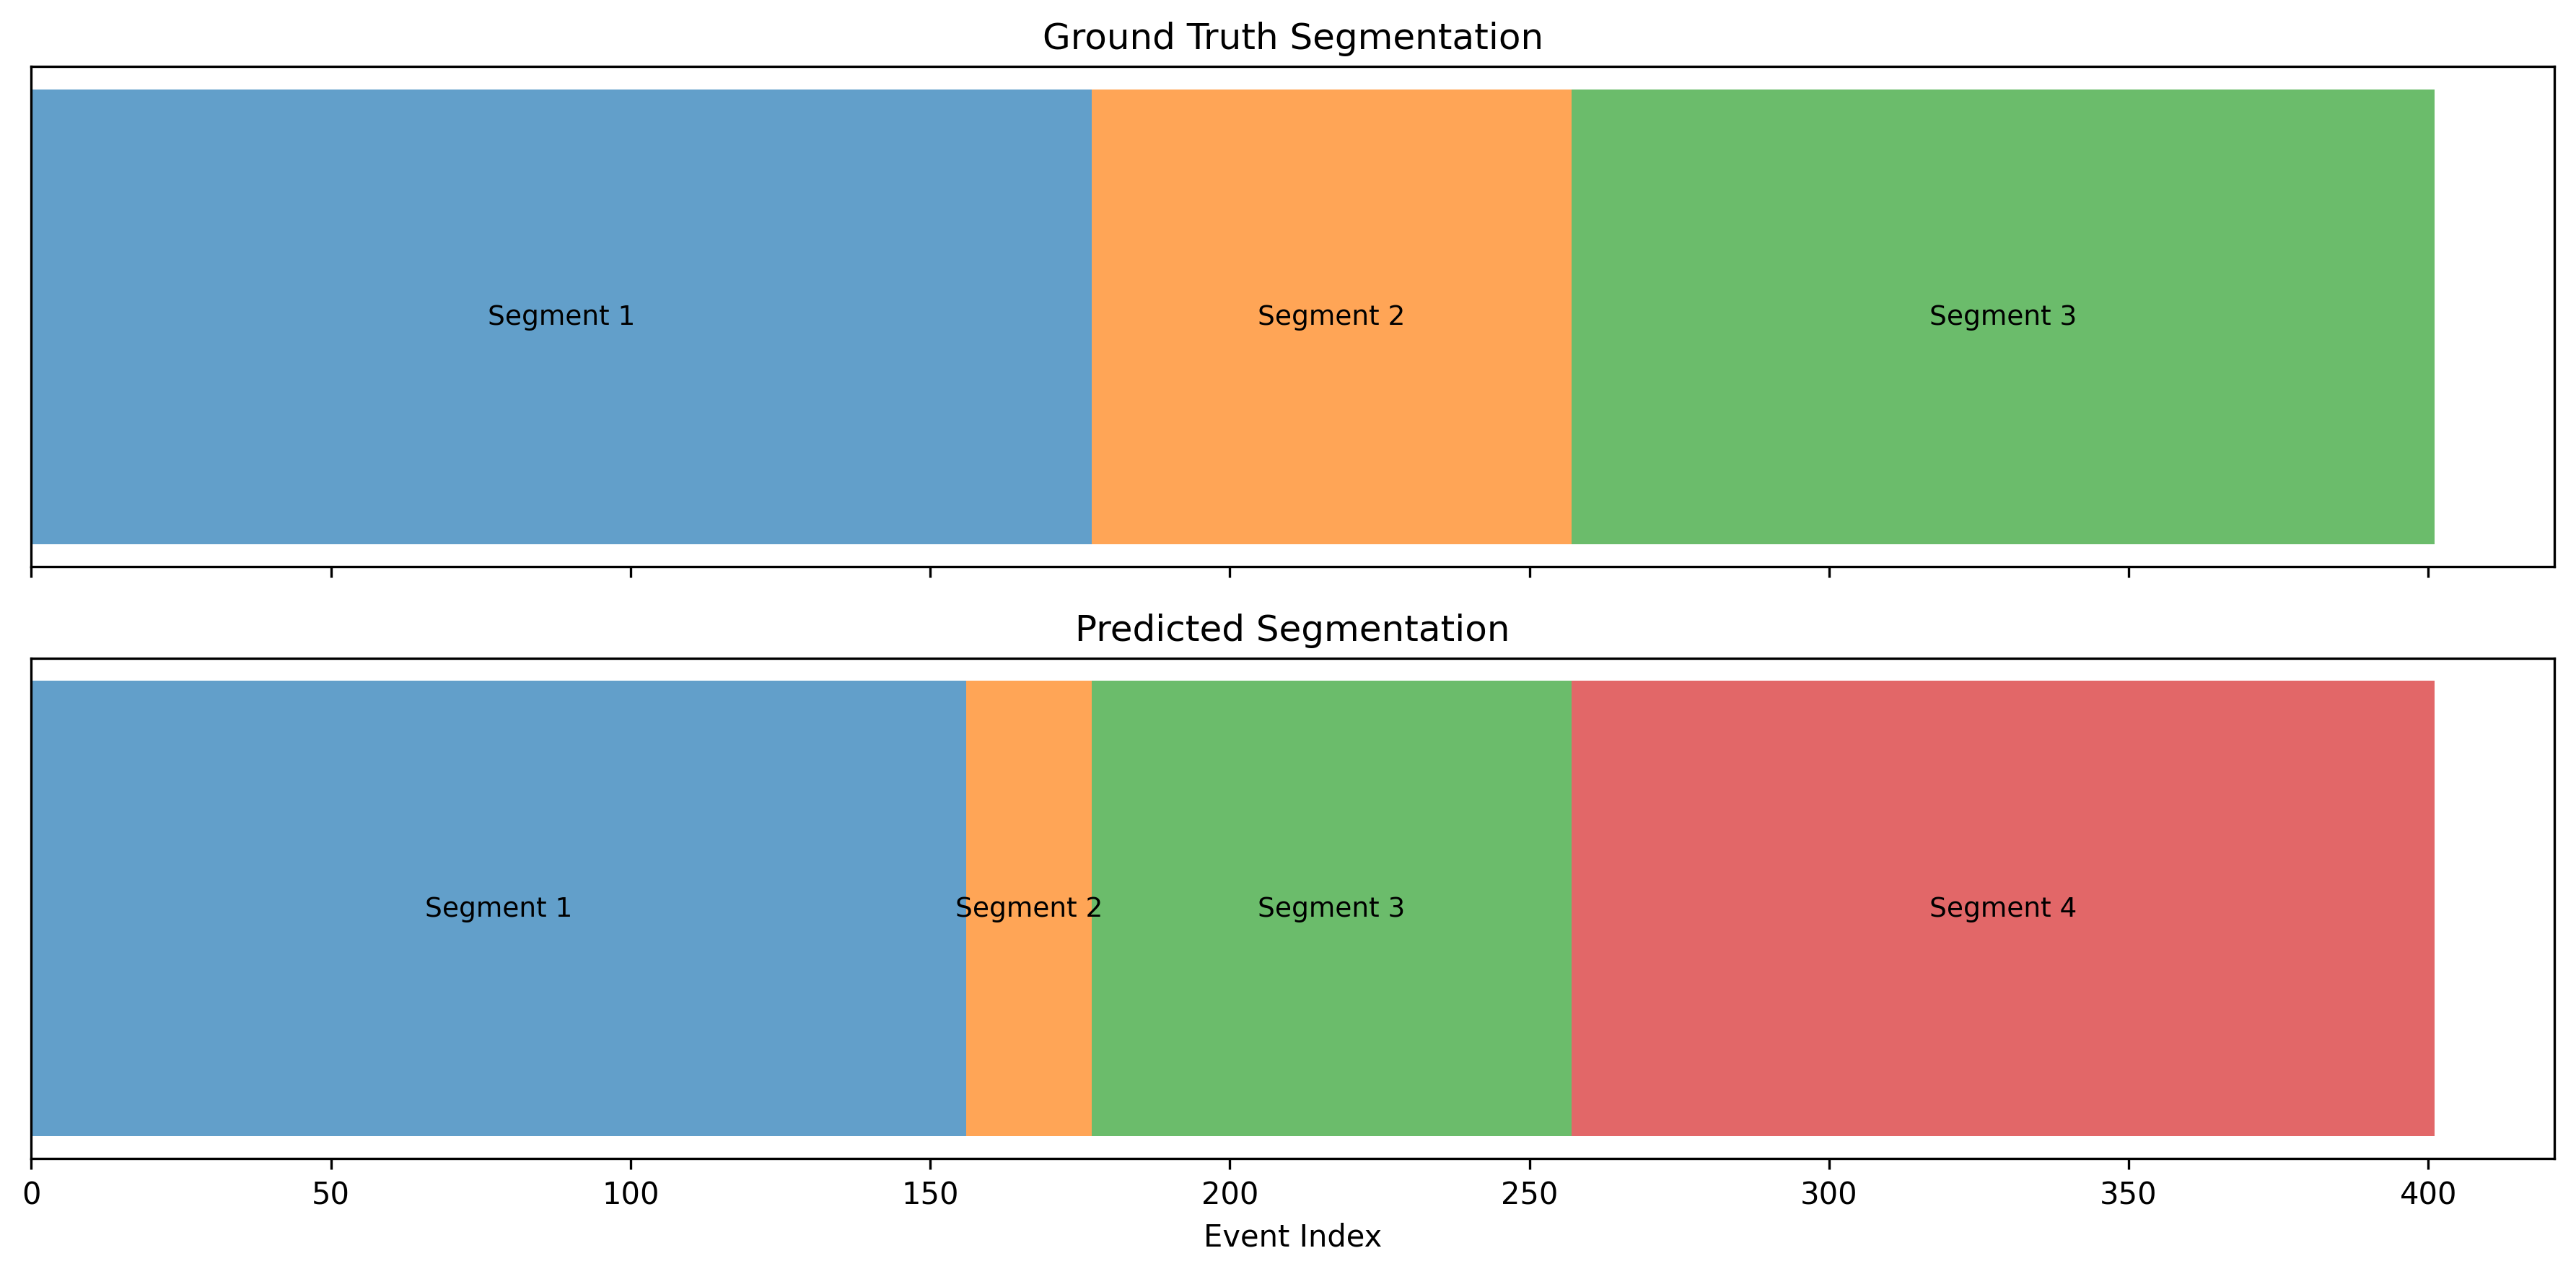 Ground Truth Segmentation
Segment 1 Segment 2 Segment 3
Predicted Segmentation
Segment 1 Segment 2 Segment 3 Segment 4
0 50 100 150 200 250 300 350 400
Event Index